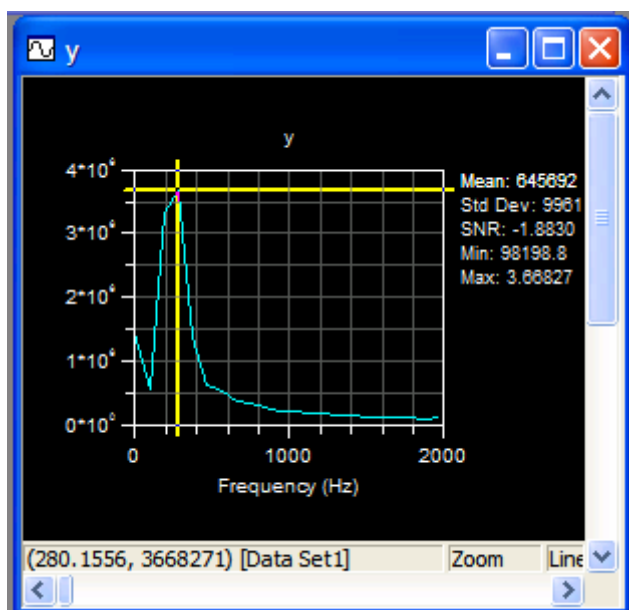 y
y
4*10⁶
3*10⁶
2*10⁶
1*10⁶
0*10⁰
0
1000
2000
Frequency (Hz)
Mean: 645692
Std Dev: 9961
SNR: -1.8830
Min: 98198.8
Max: 3.66827
(280.1556, 3668271) [Data Set1]
Zoom
Line